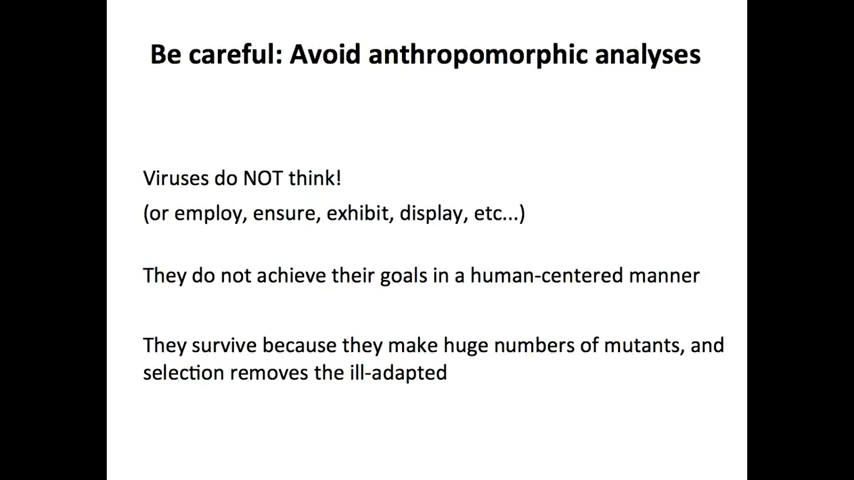 Be careful: Avoid anthropomorphic analyses
Viruses do NOT think!
(or employ, ensure, exhibit, display, etc...)
They do not achieve their goals in a human-centered manner
They survive because they make huge numbers of mutants, and
selection removes the ill-adapted